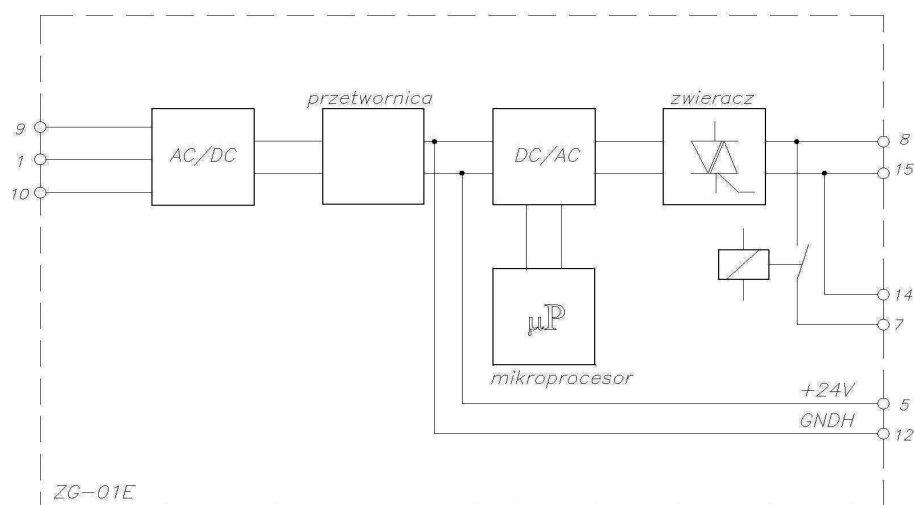 przetwornica
zwieracz
9
AC/DC
DC/AC
8
1
15
10
14
µP
7
mikroprocesor
+24V
5
GNDH
12
ZG-01E